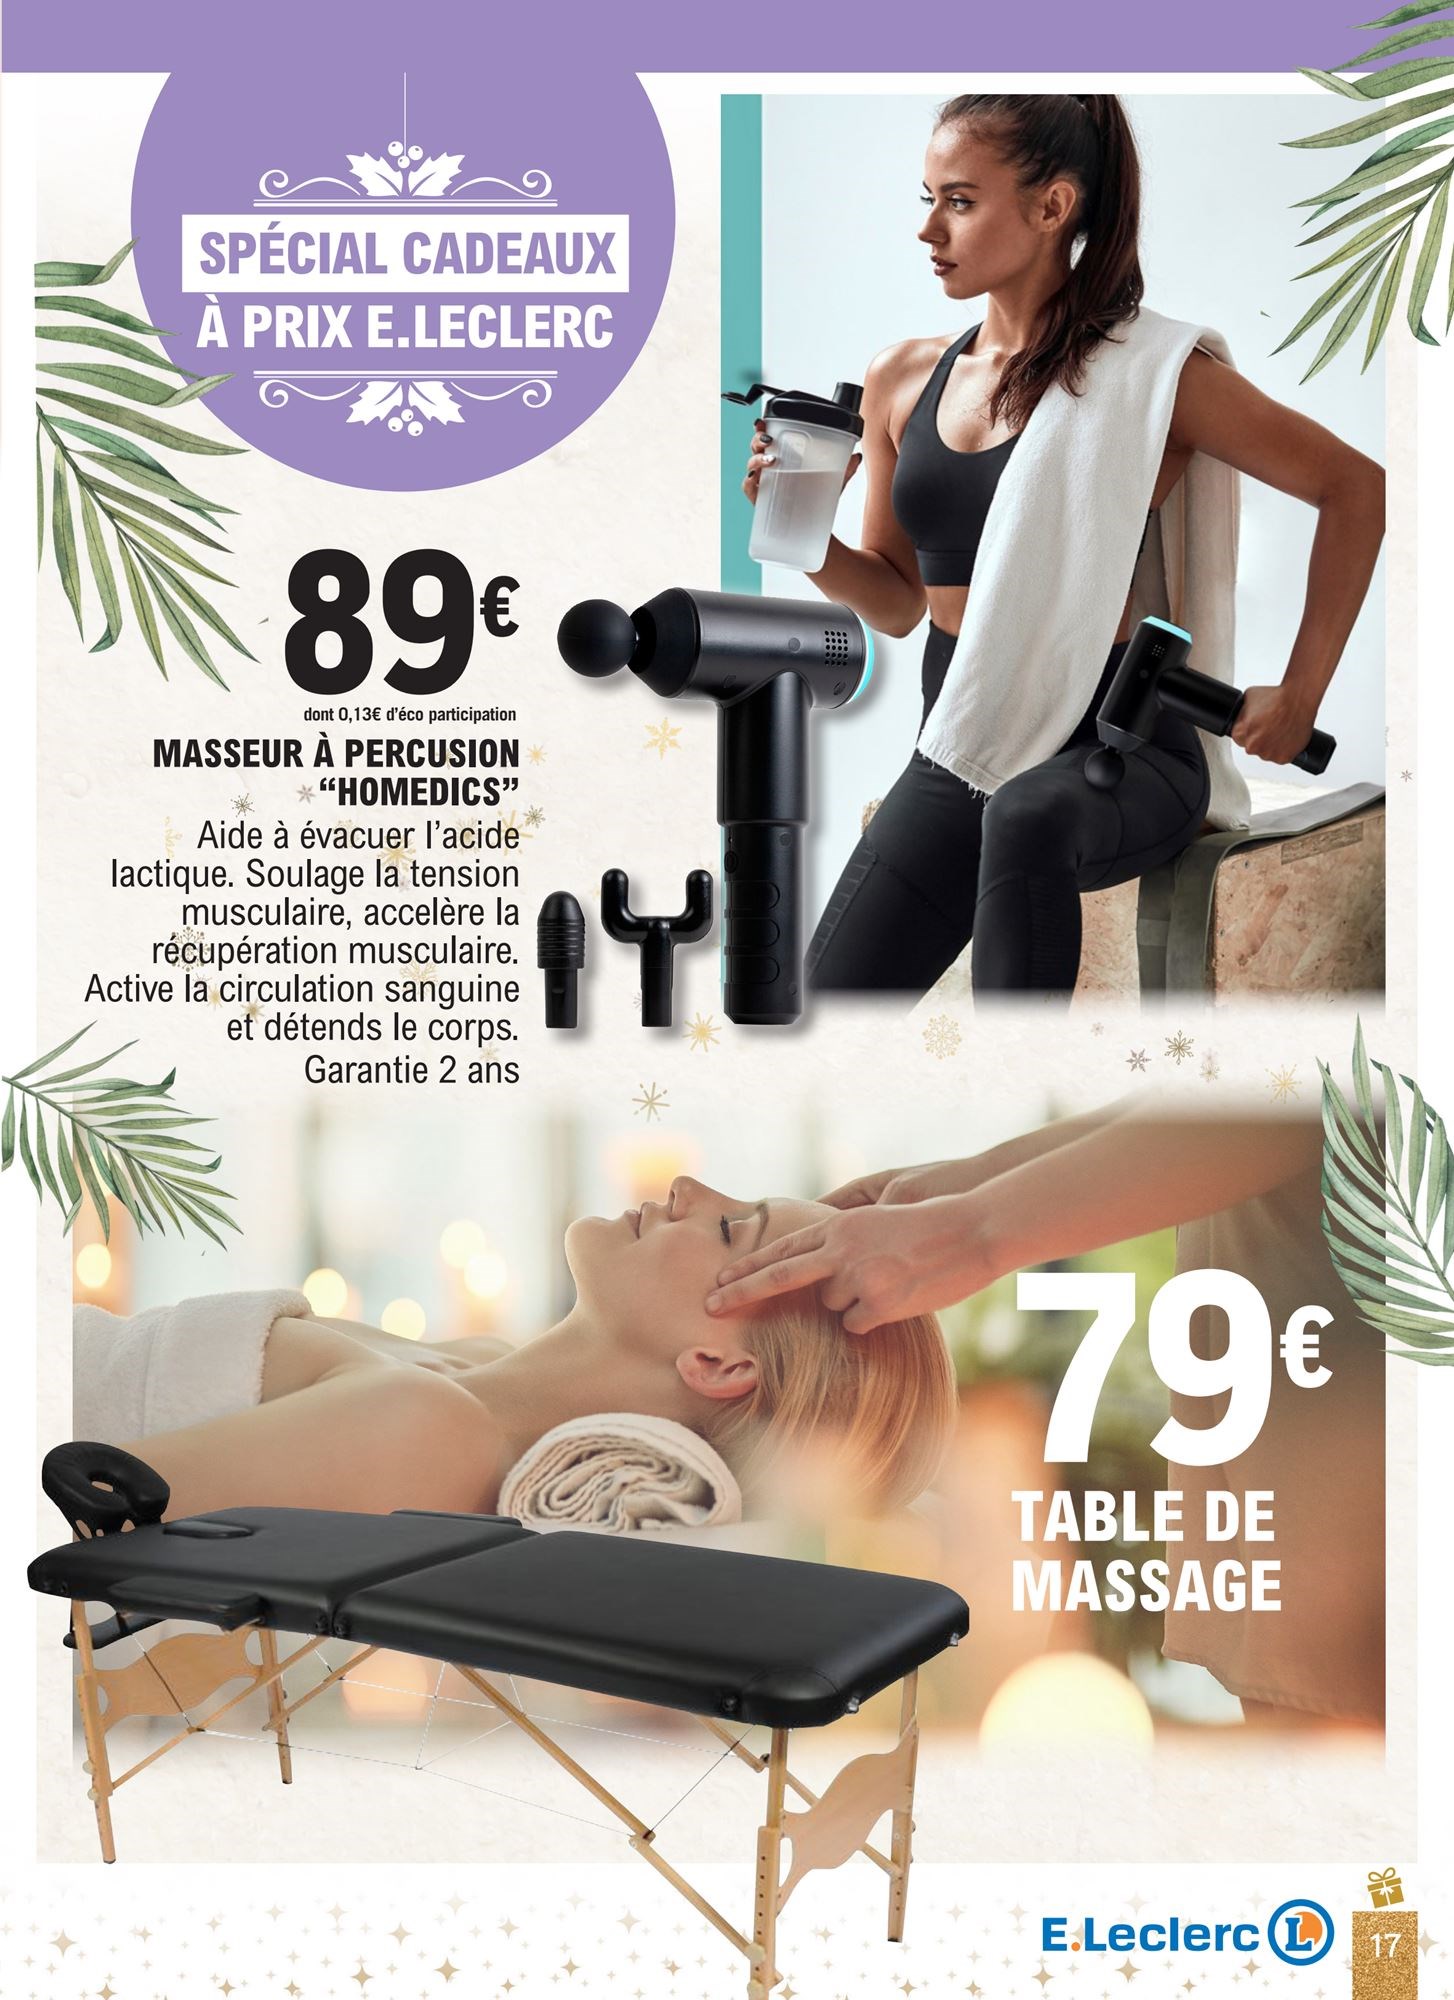 SPÉCIAL CADEAUX
À PRIX E.LECLERC
89€
dont 0,13€ d'éco participation
MASSEUR À PERCUSION
“HOMEDICS”
Aide à évacuer l'acide
lactique. Soulage la tension
musculaire, accelère la
récupération musculaire.
Active la circulation sanguine
et détends le corps.
Garantie 2 ans
79€
TABLE DE
MASSAGE
E.Leclerc L
17